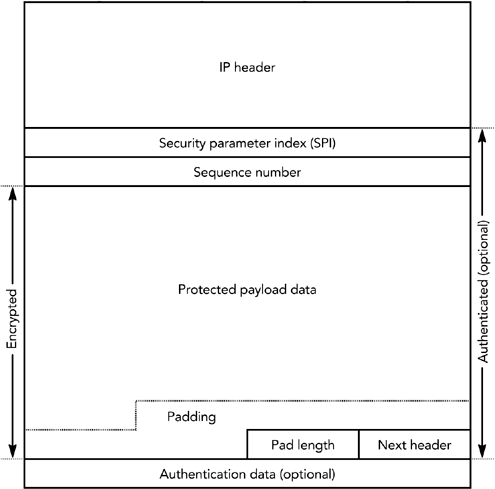 IP header
Security parameter index (SPI)
Sequence number
Encrypted
Authenticated (optional)
Protected payload data
Padding
Pad length
Next header
Authentication data (optional)